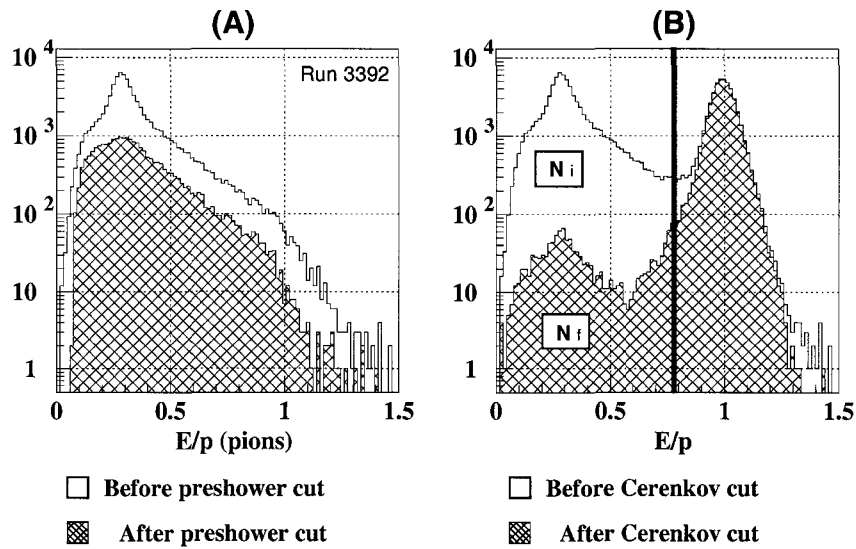 (A)
(B)
Run 3392
10^4
10^3
10^2
10
1
0
0.5
1
1.5
E/p (pions)
10^4
10^3
10^2
10
1
N i
N f
0
0.5
1
1.5
E/p
Before preshower cut
After preshower cut
Before Cerenkov cut
After Cerenkov cut